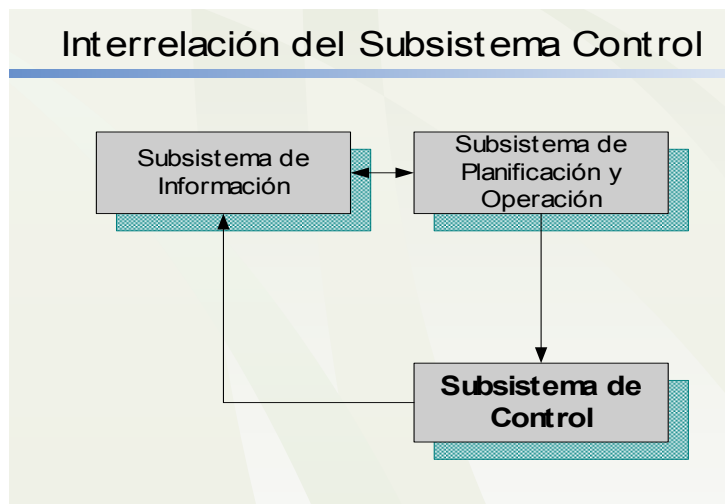 Interrelación del Subsistema Control
Subsistema de
Información
Subsistema de
Planificación y
Operación
Subsistema de
Control